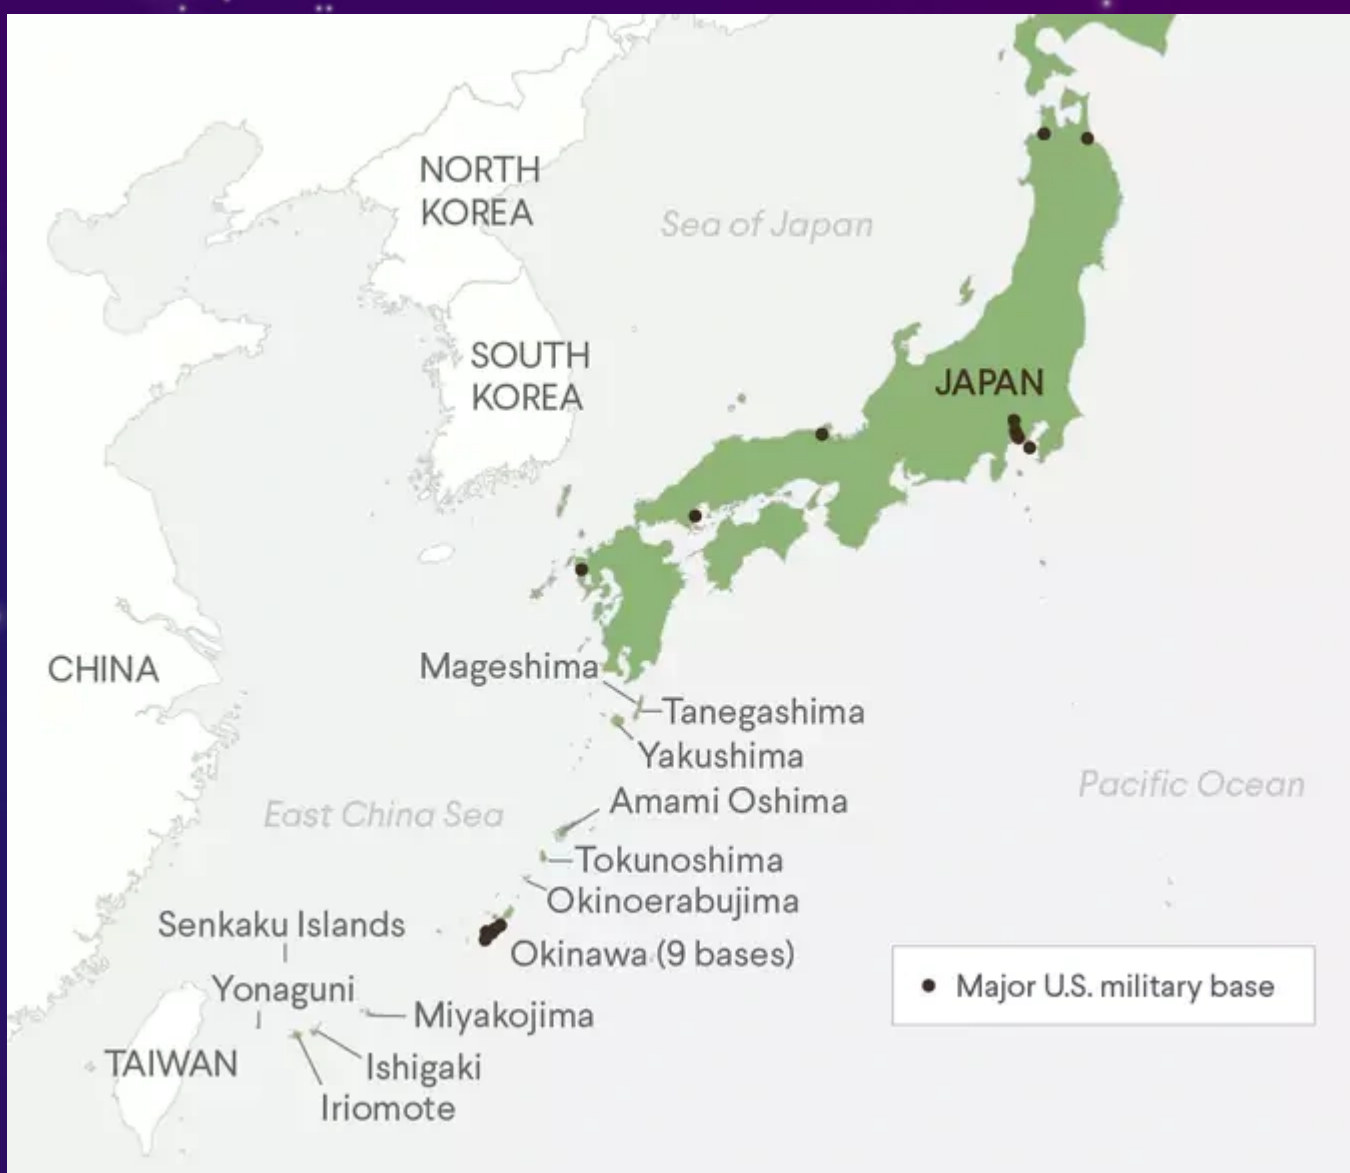 NORTH
KOREA
Sea of Japan
SOUTH
KOREA
JAPAN
CHINA
Mageshima
Tanegashima
Yakushima
Pacific Ocean
Amami Oshima
East China Sea
Tokunoshima
Okinoerabujima
Senkaku Islands
Okinawa (9 bases)
Yonaguni
Major U.S. military base
Miyakojima
TAIWAN
Ishigaki
Iriomote